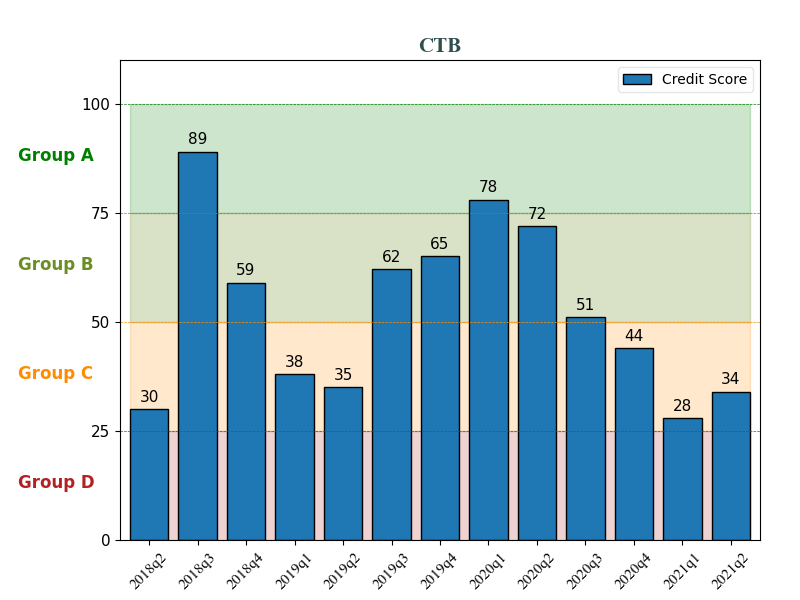 CTB
Credit Score
100
75
50
25
0
Group A
Group B
Group C
Group D
30
89
59
38
35
62
65
78
72
51
44
28
34
2018q2
2018q3
2018q4
2019q1
2019q2
2019q3
2019q4
2020q1
2020q2
2020q3
2020q4
2021q1
2021q2